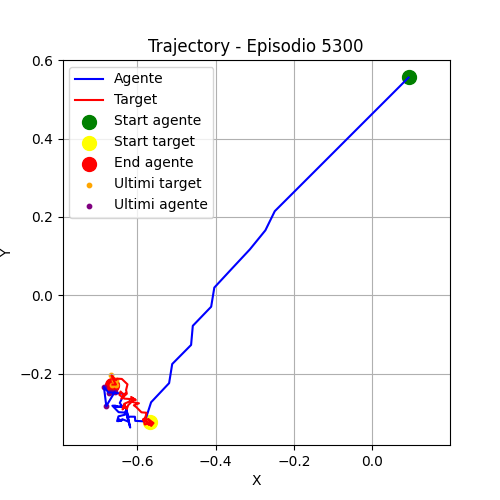 Trajectory - Episodio 5300
Agente
Target
Start agente
Start target
End agente
Ultimi target
Ultimi agente
0.6
0.4
0.2
0.0
−0.2
Y
−0.6
−0.4
−0.2
0.0
X